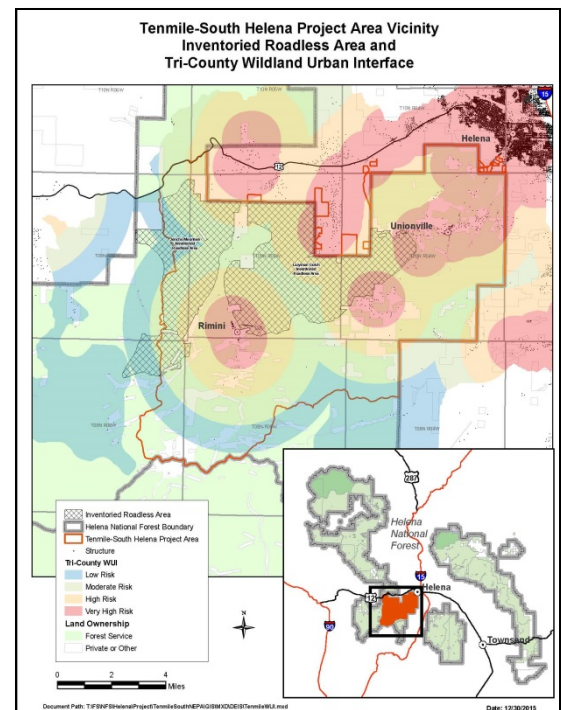 Tenmile-South Helena Project Area Vicinity
Inventoried Roadless Area and
Tri-County Wildland Urban Interface
15
Helena
12
Unionville
Rimini
Inventoried Roadless Area
Helena National Forest Boundary
Tenmile-South Helena Project Area
Structure
Tri-County WUI
Low Risk
Moderate Risk
High Risk
Very High Risk
Land Ownership
Forest Service
Private or Other
N
0 2 4
Miles
287
Helena
National
Forest
15
Helena
12
90
Townsend
Date: 12/30/2015